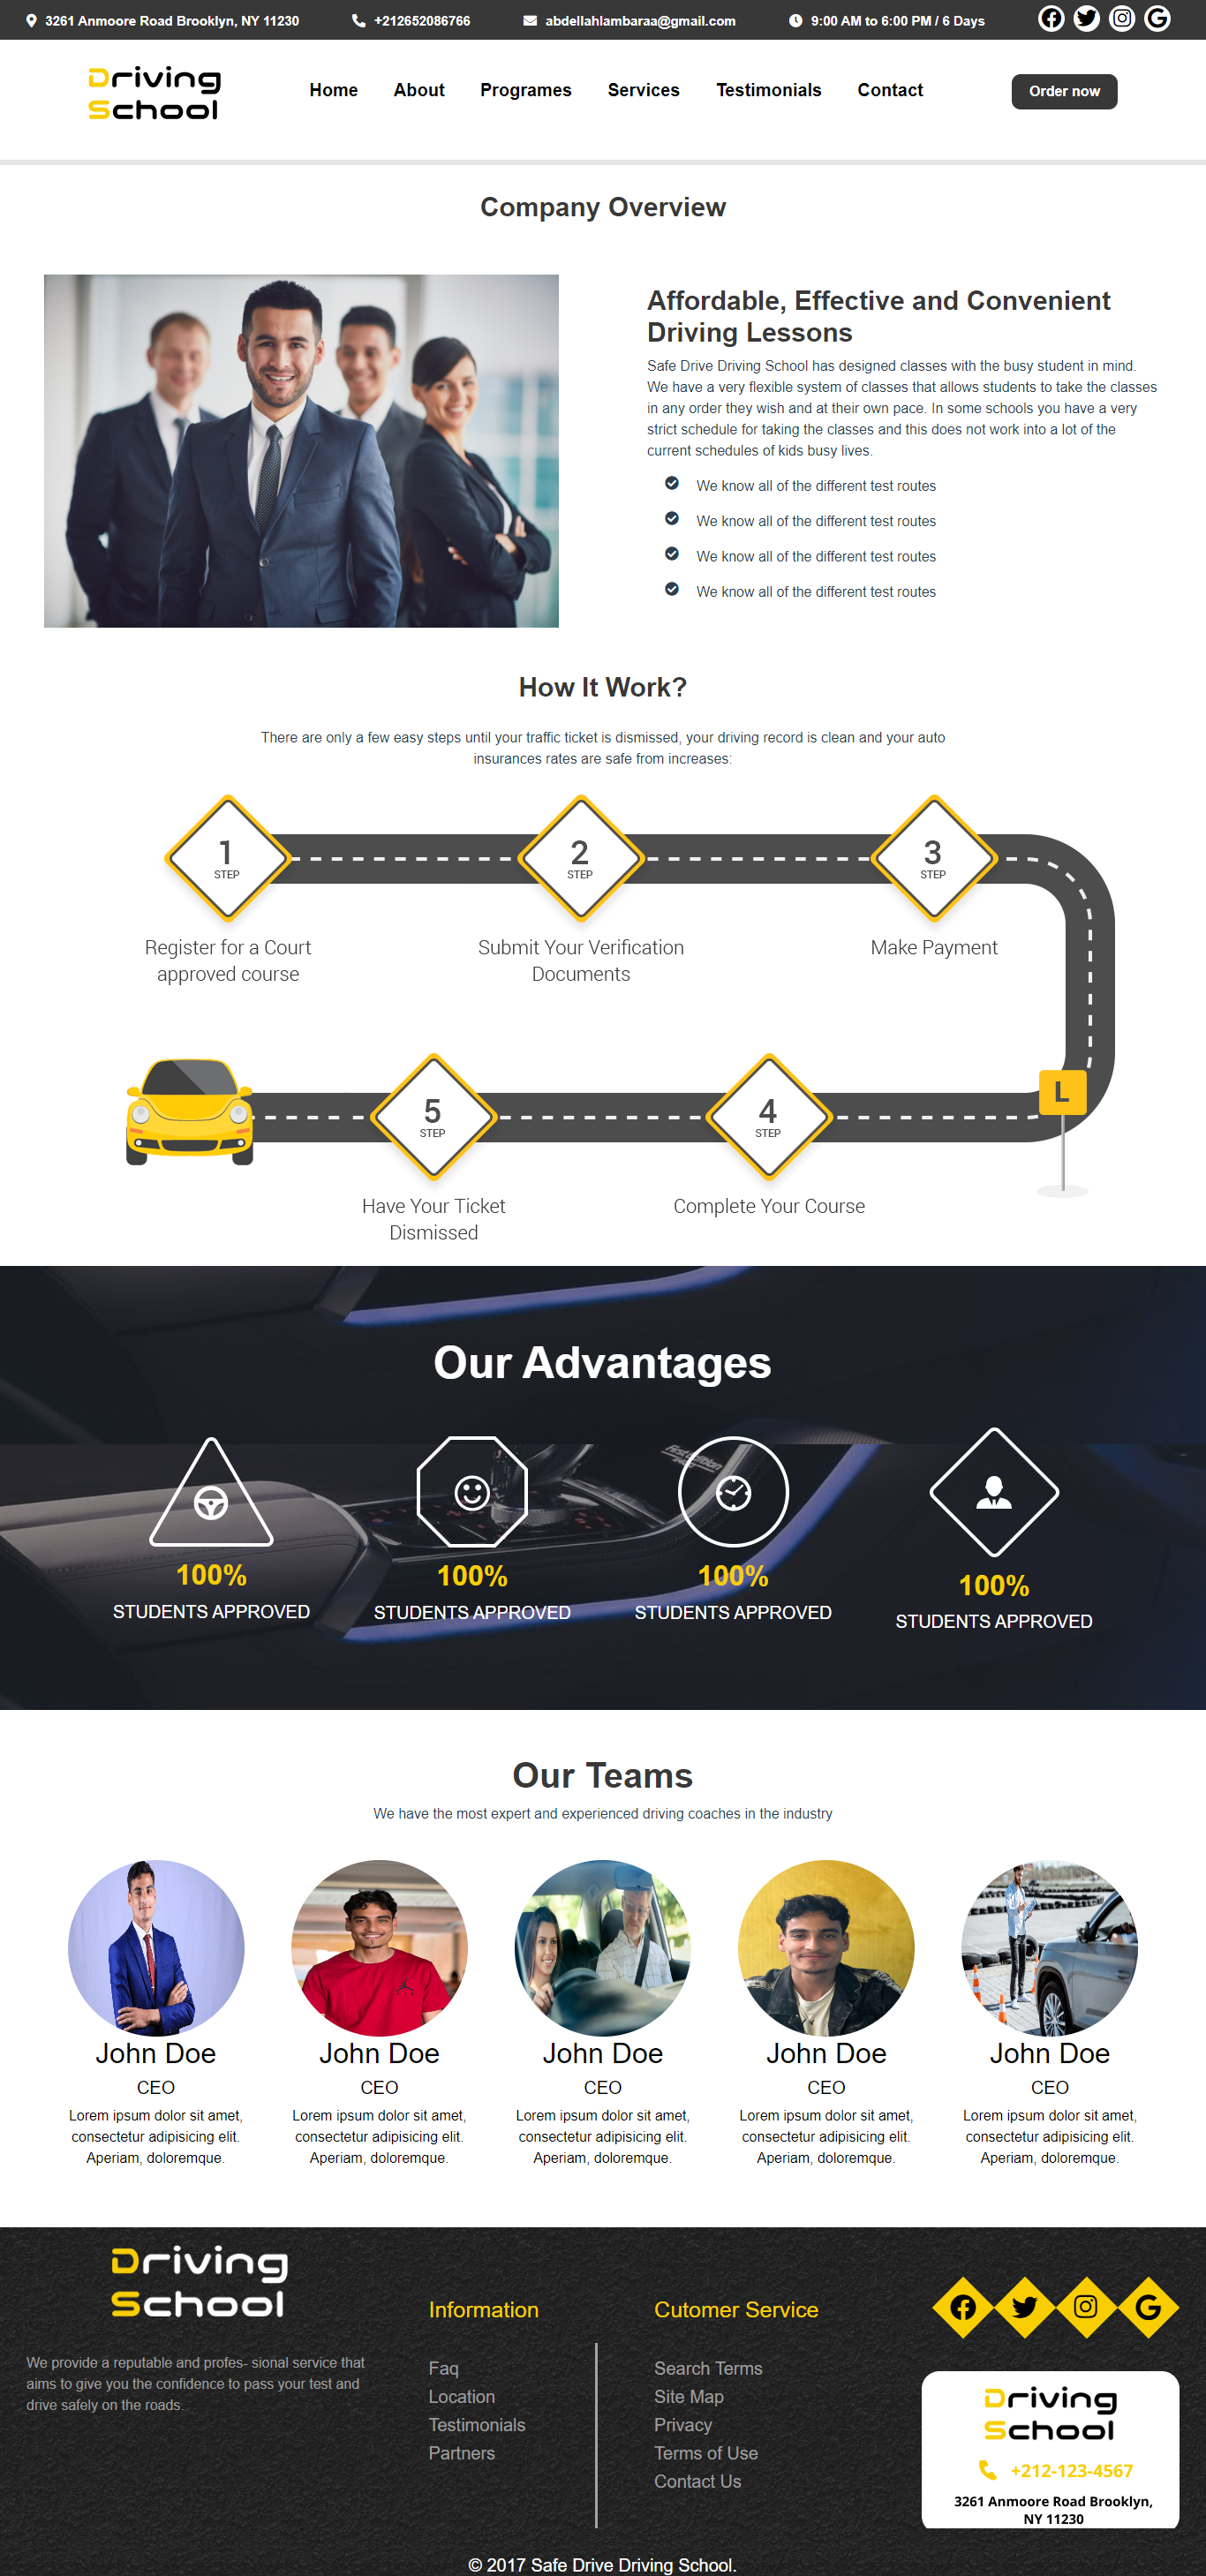 3261 Anmoore Road Brooklyn, NY 11230
+212652086766
abdellahlambaraa@gmail.com
9:00 AM to 6:00 PM / 6 Days
Driving
School
Home
About
Programes
Services
Testimonials
Contact
Order now
Company Overview
Affordable, Effective and Convenient
Driving Lessons
Safe Drive Driving School has designed classes with the busy student in mind.
We have a very flexible system of classes that allows students to take the classes
in any order they wish and at their own pace. In some schools you have a very
strict schedule for taking the classes and this does not work into a lot of the
current schedules of kids busy lives.
We know all of the different test routes
We know all of the different test routes
We know all of the different test routes
We know all of the different test routes
How It Work?
There are only a few easy steps until your traffic ticket is dismissed, your driving record is clean and your auto
insurances rates are safe from increases:
1
STEP
2
STEP
3
STEP
Register for a Court
approved course
Submit Your Verification
Documents
Make Payment
L
5
STEP
4
STEP
Have Your Ticket
Dismissed
Complete Your Course
Our Advantages
100%
STUDENTS APPROVED
100%
STUDENTS APPROVED
100%
STUDENTS APPROVED
100%
STUDENTS APPROVED
Our Teams
We have the most expert and experienced driving coaches in the industry
John Doe
CEO
Lorem ipsum dolor sit amet,
consectetur adipisicing elit.
Aperiam, doloremque.
John Doe
CEO
Lorem ipsum dolor sit amet,
consectetur adipisicing elit.
Aperiam, doloremque.
John Doe
CEO
Lorem ipsum dolor sit amet,
consectetur adipisicing elit.
Aperiam, doloremque.
John Doe
CEO
Lorem ipsum dolor sit amet,
consectetur adipisicing elit.
Aperiam, doloremque.
John Doe
CEO
Lorem ipsum dolor sit amet,
consectetur adipisicing elit.
Aperiam, doloremque.
Driving
School
We provide a reputable and profes- sional service that
aims to give you the confidence to pass your test and
drive safely on the roads.
Information
Faq
Location
Testimonials
Partners
Cutomer Service
Search Terms
Site Map
Privacy
Terms of Use
Contact Us
Driving
School
+212-123-4567
3261 Anmoore Road Brooklyn,
NY 11230
© 2017 Safe Drive Driving School.